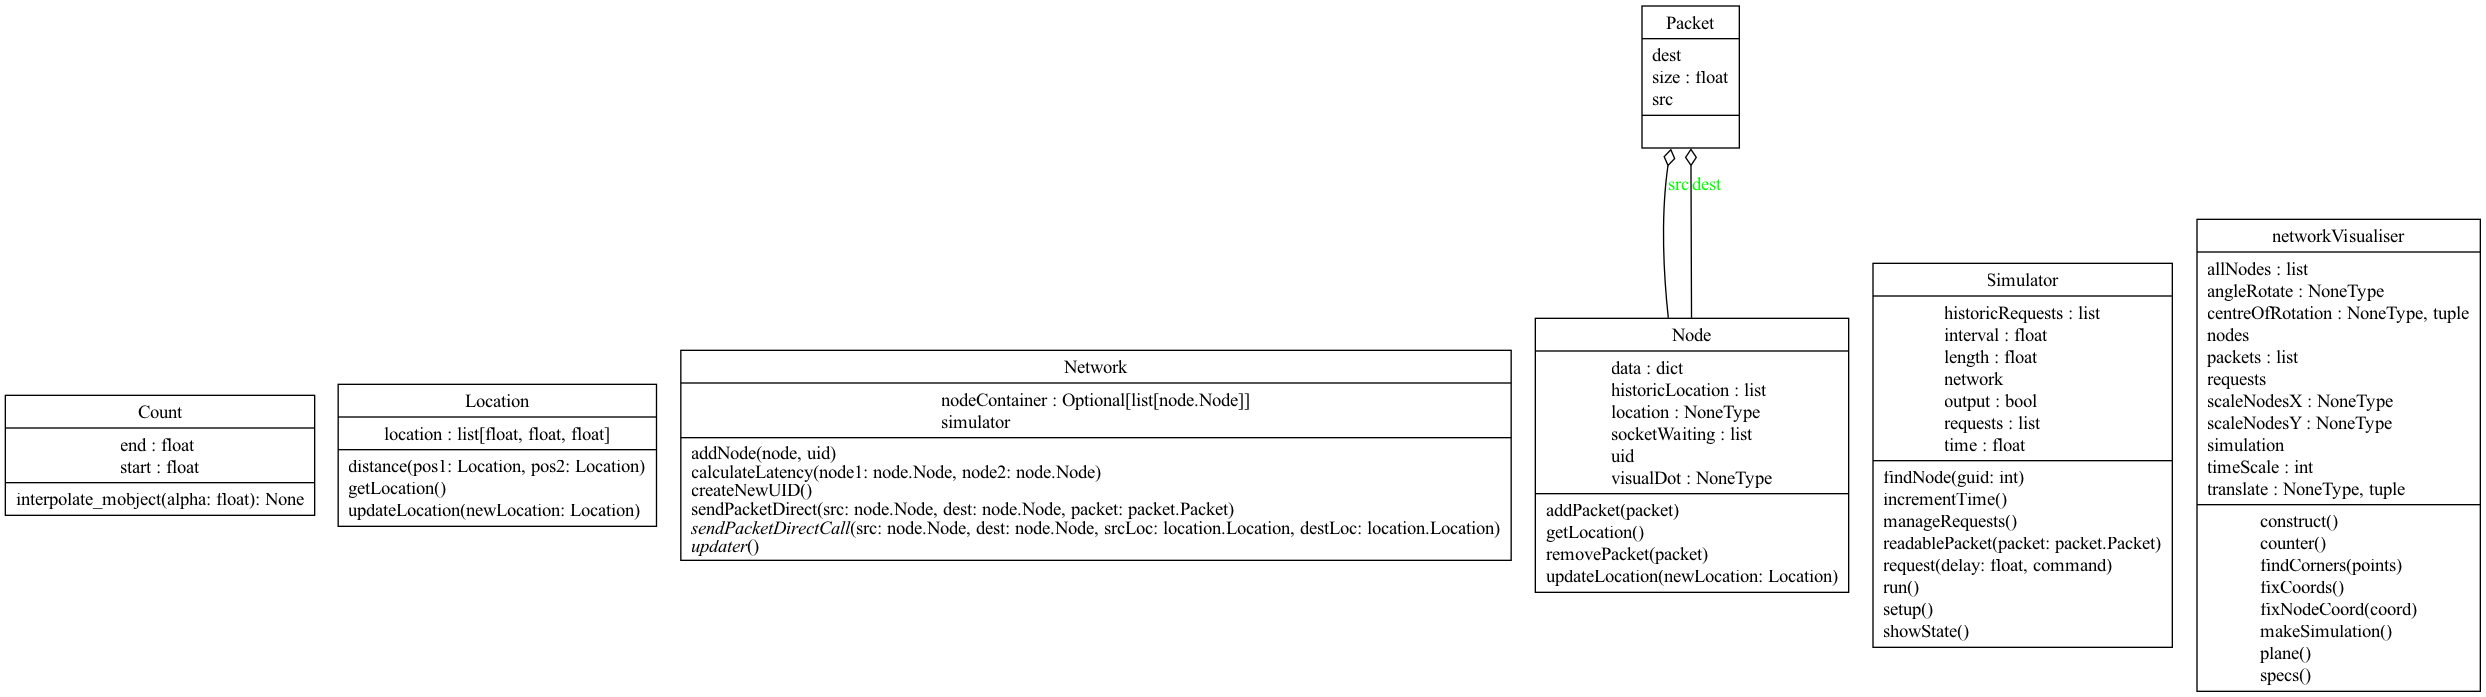 Packet
dest
size : float
src
src dest
Count
end : float
start : float
interpolate_mobject(alpha: float): None
Location
location : list[float, float, float]
distance(pos1: Location, pos2: Location)
getLocation()
updateLocation(newLocation: Location)
Network
nodeContainer : Optional[list[node.Node]]
simulator
addNode(node, uid)
calculateLatency(node1: node.Node, node2: node.Node)
createNewUID()
sendPacketDirect(src: node.Node, dest: node.Node, packet: packet.Packet)
sendPacketDirectCall(src: node.Node, dest: node.Node, srcLoc: location.Location, destLoc: location.Location)
updater()
Node
data : dict
historicLocation : list
location : NoneType
socketWaiting : list
uid
visualDot : NoneType
addPacket(packet)
getLocation()
removePacket(packet)
updateLocation(newLocation: Location)
Simulator
historicRequests : list
interval : float
length : float
network
output : bool
requests : list
time : float
findNode(guid: int)
incrementTime()
manageRequests()
readablePacket(packet: packet.Packet)
request(delay: float, command)
run()
setup()
showState()
networkVisualiser
allNodes : list
angleRotate : NoneType
centreOfRotation : NoneType, tuple
nodes
packets : list
requests
scaleNodesX : NoneType
scaleNodesY : NoneType
simulation
timeScale : int
translate : NoneType, tuple
construct()
counter()
findCorners(points)
fixCoords()
fixNodeCoord(coord)
makeSimulation()
plane()
specs()